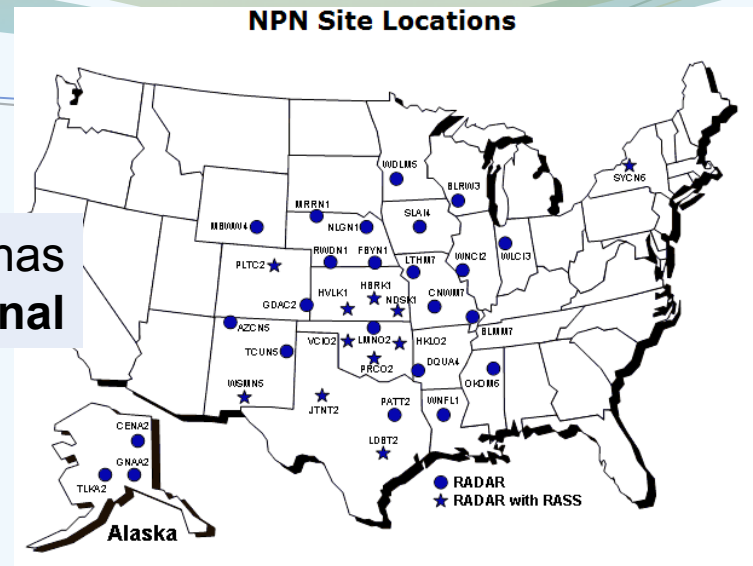 NPN Site Locations
WDLM5
BLRW3
SYCN6
MRRN1
MBWW4
NLGN1
SLAI4
has
RWDN1
FBYN1
WNCI2
WLCI3
PLTC2
LTHM7
nal
HVLK1
HBRK1
NDSK1
CNWM7
GDAC2
BLMM7
AZCN5
VCIO2
LMNO2
HKLO2
TCUN5
PRCO2
DQUA4
OKDM6
WSMN5
JTNT2
PATT2
WNFL1
CENA2
LDBT2
GNAA2
RADAR
TLKA2
RADAR with RASS
Alaska